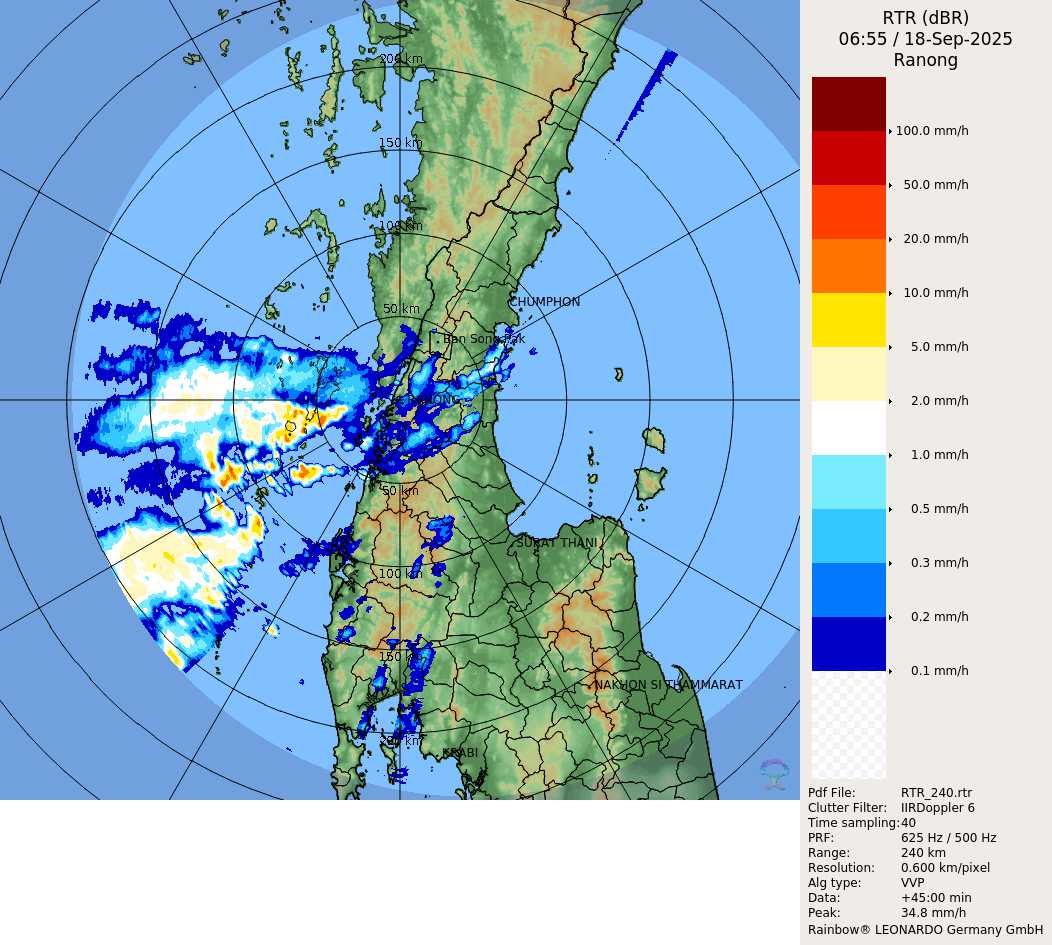 RTR (dBR)
06:55 / 18-Sep-2025
Ranong
100.0 mm/h
50.0 mm/h
20.0 mm/h
10.0 mm/h
5.0 mm/h
2.0 mm/h
1.0 mm/h
0.5 mm/h
0.3 mm/h
0.2 mm/h
0.1 mm/h
200 km
150 km
100 km
50 km
CHUMPHON
Ban Song Pak
RANONG
50 km
SURAT THANI
100 km
150 km
NAKHON SI THAMMARAT
200 km
KRABI
Pdf File: RTR_240.rtr
Clutter Filter: IIRDoppler 6
Time sampling: 40
PRF: 625 Hz / 500 Hz
Range: 240 km
Resolution: 0.600 km/pixel
Alg type: VVP
Data: +45:00 min
Peak: 34.8 mm/h
Rainbow® LEONARDO Germany GmbH